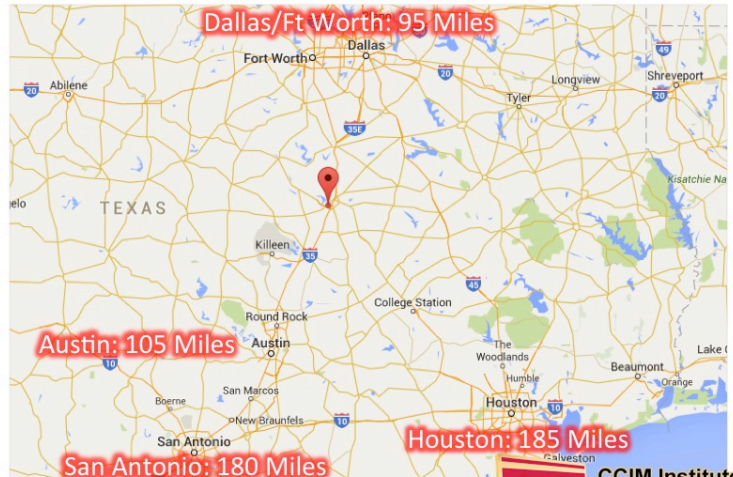 Dallas/Ft Worth: 95 Miles
Dallas
Fort Worth
49
Abilene
20
20
Longview
Shreveport
20
Tyler
35E
Kisatchie Na
elo
TEXAS
Killeen
35
45
College Station
Round Rock
Austin: 105 Miles
Austin
The
Woodlands
Lake C
10
Beaumont
Humble
Orange
San Marcos
Boerne
Houston
10
New Braunfels
10
San Antonio
Houston: 185 Miles
San Antonio: 180 Miles
Galveston
CCIM Institute